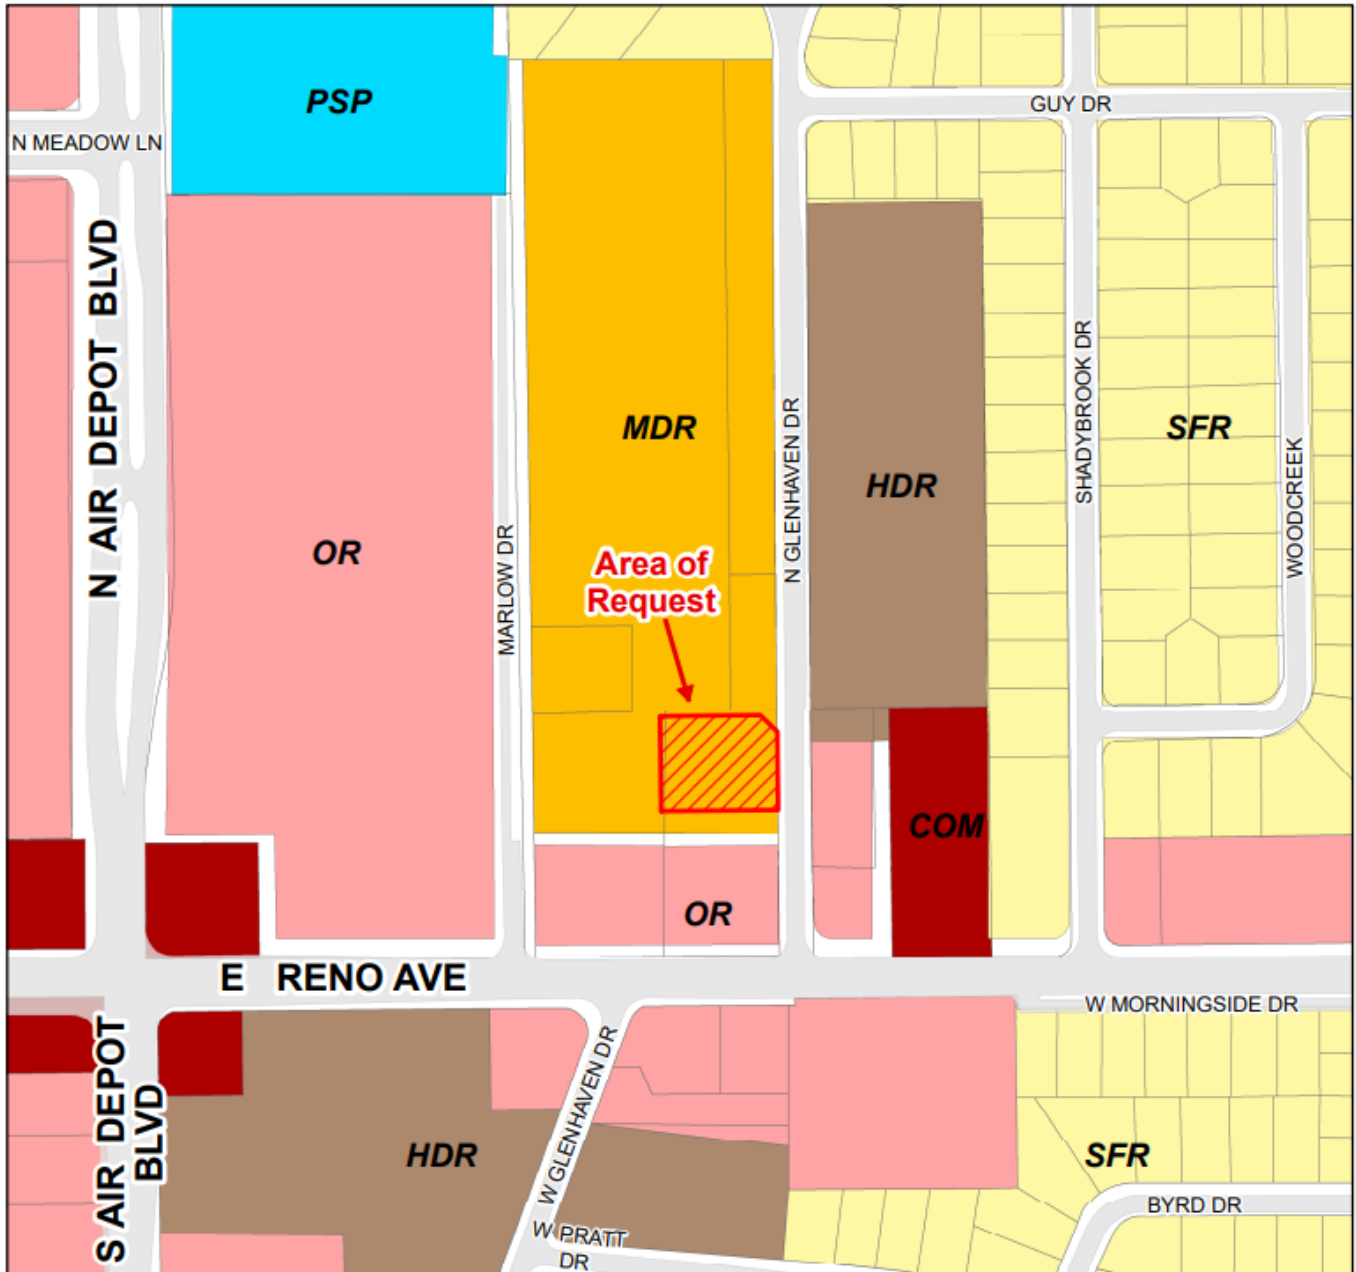 PSP
GUY DR
N MEADOW LN
N AIR DEPOT BLVD
MDR
SFR
HDR
OR
MARLOW DR
N GLENHAVEN DR
SHADYBROOK DR
WOODCREEK
Area of
Request
COM
OR
E RENO AVE
W MORNINGSIDE DR
S AIR DEPOT
BLVD
HDR
W GLENHAVEN DR
SFR
BYRD DR
W PRATT
DR